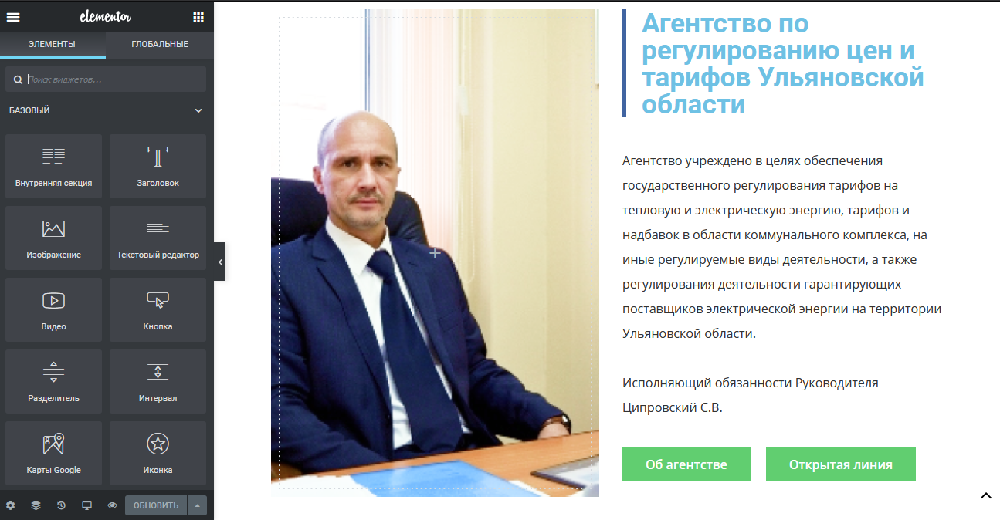 elementor
ЭЛЕМЕНТЫ
ГЛОБАЛЬНЫЕ
Поиск виджетов...
БАЗОВЫЙ
Внутренняя секция
Заголовок
Изображение
Текстовый редактор
Видео
Кнопка
Разделитель
Интервал
Карты Google
Иконка
ОБНОВИТЬ
Агентство по
регулированию цен и
тарифов Ульяновской
области
Агентство учреждено в целях обеспечения
государственного регулирования тарифов на
тепловую и электрическую энергию, тарифов и
надбавок в области коммунального комплекса, на
иные регулируемые виды деятельности, а также
регулирования деятельности гарантирующих
поставщиков электрической энергии на территории
Ульяновской области.
Исполняющий обязанности Руководителя
Ципровский С.В.
Об агентстве
Открытая линия